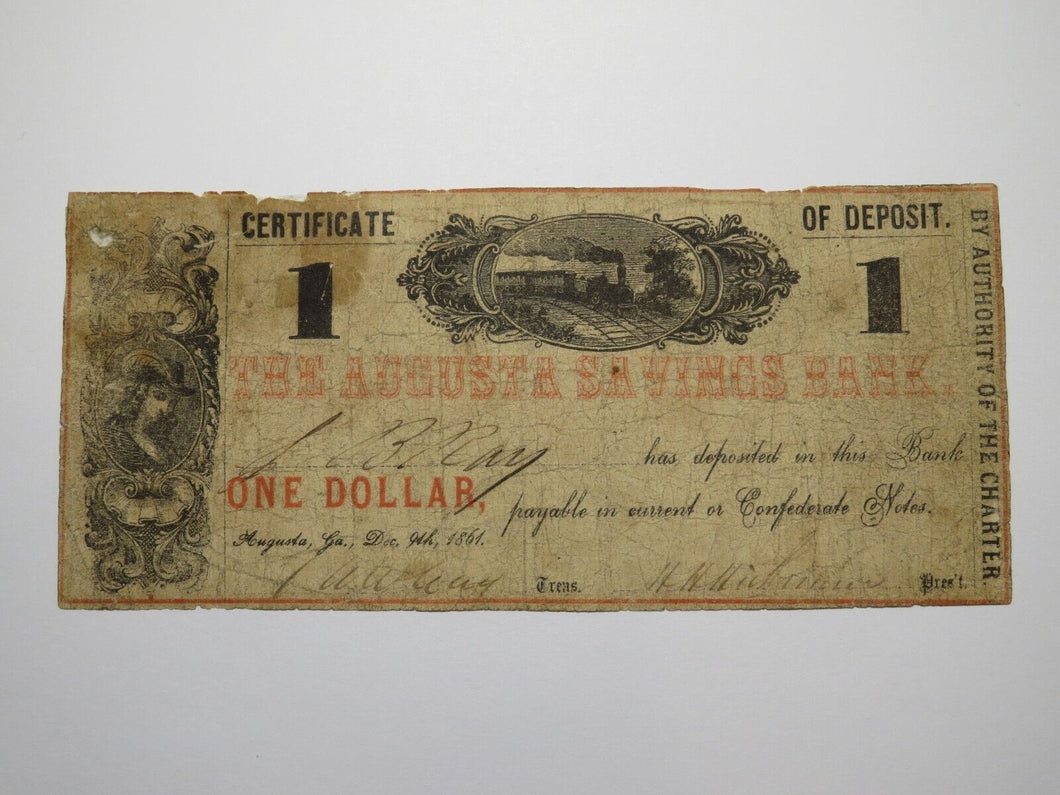 CERTIFICATE OF DEPOSIT.
1 1
THE AUGUSTA SAVINGS BANK.
J B Ray has deposited in this Bank
ONE DOLLAR, payable in current or Confederate Notes.
Augusta, Ga., Dec. 9th, 1861.
Treas. Pres't.
BY AUTHORITY OF THE CHARTER